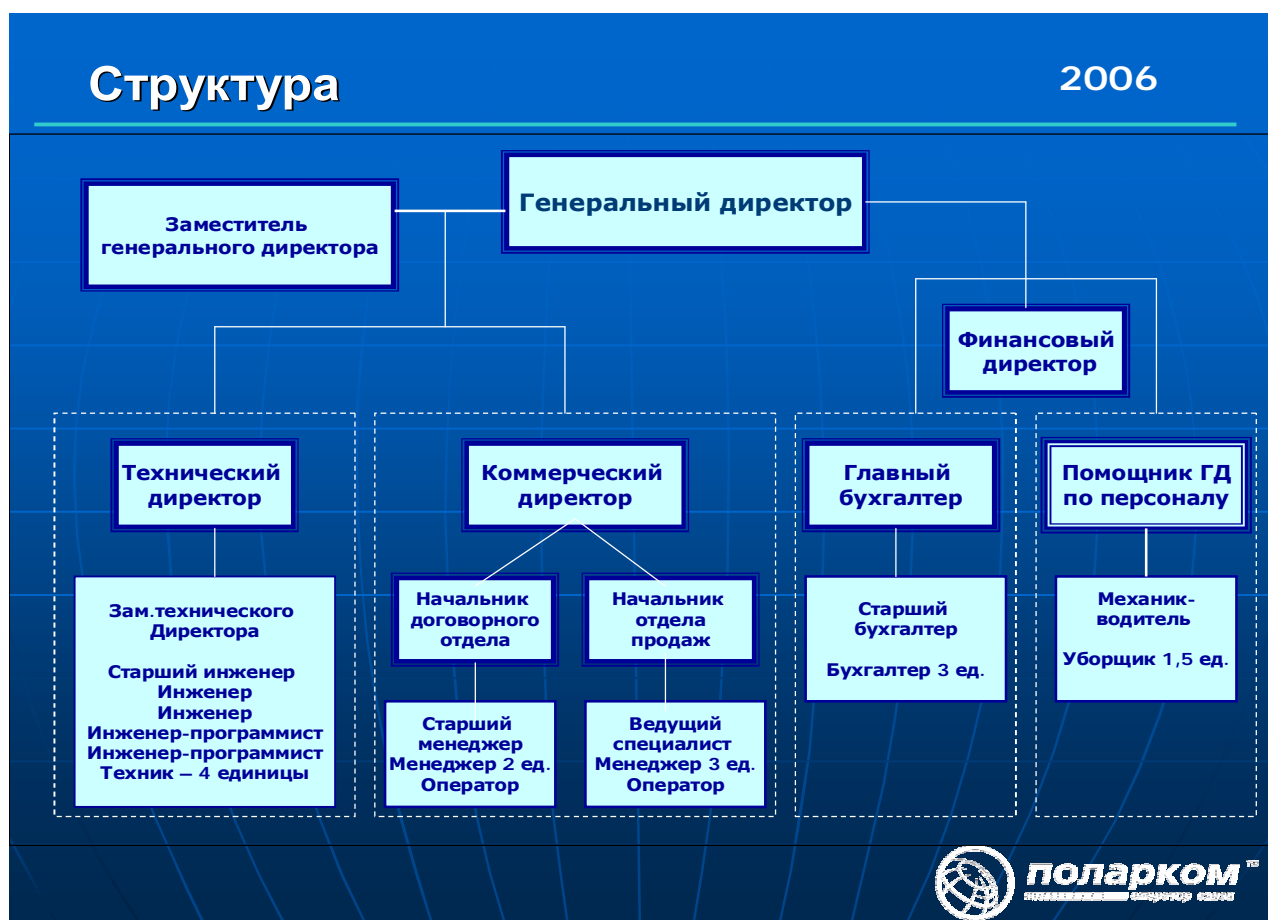 Структура
2006
Генеральный директор
Заместитель
генерального директора
Финансовый
директор
Технический
директор
Коммерческий
директор
Главный
бухгалтер
Помощник ГД
по персоналу
Зам.технического
Директора
Старший инженер
Инженер
Инженер
Инженер-программист
Инженер-программист
Техник – 4 единицы
Начальник
договорного
отдела
Начальник
отдела
продаж
Старший
менеджер
Менеджер 2 ед.
Оператор
Ведущий
специалист
Менеджер 3 ед.
Оператор
Старший
бухгалтер
Бухгалтер 3 ед.
Механик-
водитель
Уборщик 1,5 ед.
поларком
оператор связи